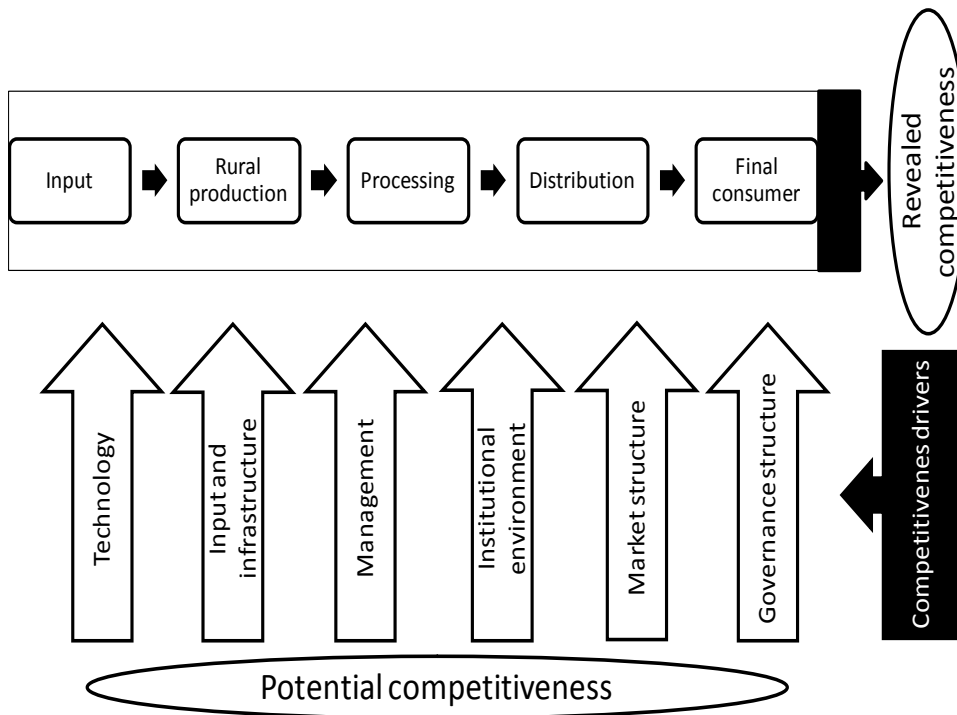 Input
Rural
production
Processing
Distribution
Final
consumer
Revealed
competitiveness
Technology
Input and
infrastructure
Management
Institutional
environment
Market structure
Governance structure
Competitivenes drivers
Potential competitiveness